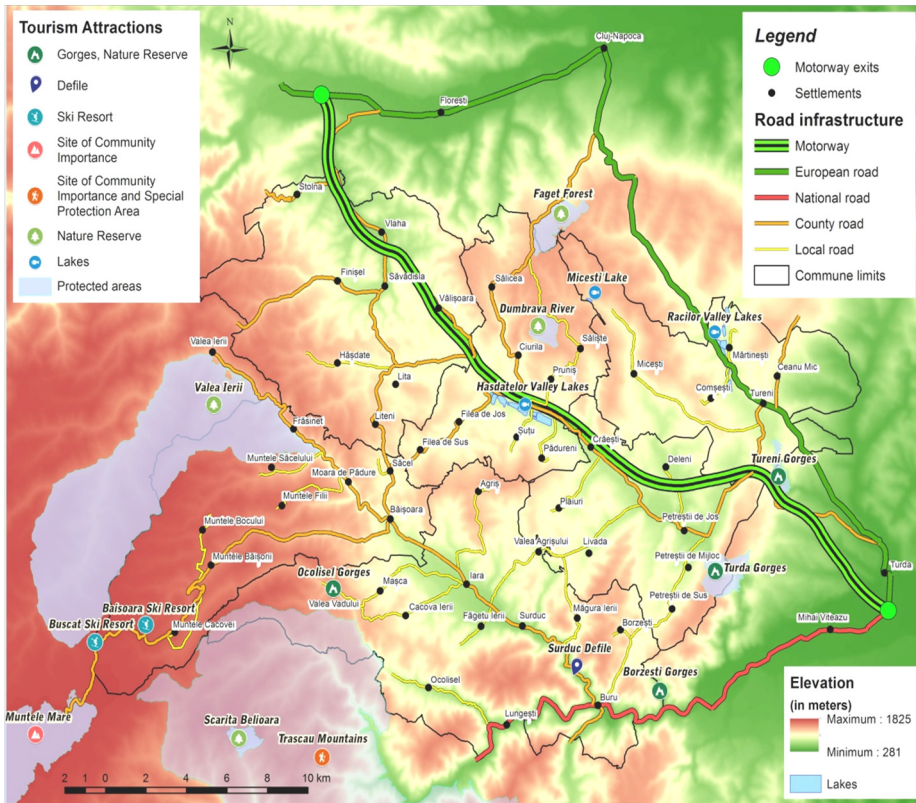 Tourism Attractions
Gorges, Nature Reserve
Defile
Ski Resort
Site of Community
Importance
Site of Community
Importance and Special
Protection Area
Nature Reserve
Lakes
Protected areas
N
Legend
Motorway exits
Settlements
Road infrastructure
Motorway
European road
National road
County road
Local road
Commune limits
Cluj-Napoca
Florești
Stolna
Faget Forest
Vlaha
Finișel
Săvădisla
Sălicea
Micesti Lake
Vălișoara
Dumbrava River
Racilor Valley Lakes
Valea Ierii
Hășdate
Ciurila
Săliște
Mărtinești
Lita
Pruniș
Micești
Ceanu Mic
Valea Ierii
Hasdatelor Valley Lakes
Comșești
Tureni
Frăsinet
Liteni
Filea de Jos
Șuțu
Filea de Sus
Crăești
Pădureni
Muntele Săcelului
Săcel
Deleni
Tureni Gorges
Moara de Pădure
Agriș
Muntele Filii
Plăiuri
Muntele Bocului
Băișoara
Petreștii de Jos
Valea Agrișului
Livada
Muntele Băișorii
Petreștii de Mijloc
Turda
Ocolisel Gorges
Mașca
Iara
Turda Gorges
Valea Vadului
Cacova Ierii
Petreștii de Sus
Baisoara Ski Resort
Făgetu Ierii
Surduc
Măgura Ierii
Borzești
Mihai Viteazu
Buscat Ski Resort
Muntele Cacovei
Surduc Defile
Borzesti Gorges
Ocolisel
Buru
Muntele Mare
Lungești
Scarita Belioara
Trascau Mountains
2 1 0 2 4 6 8 10 km
Elevation
(in meters)
Maximum : 1825
Minimum : 281
Lakes